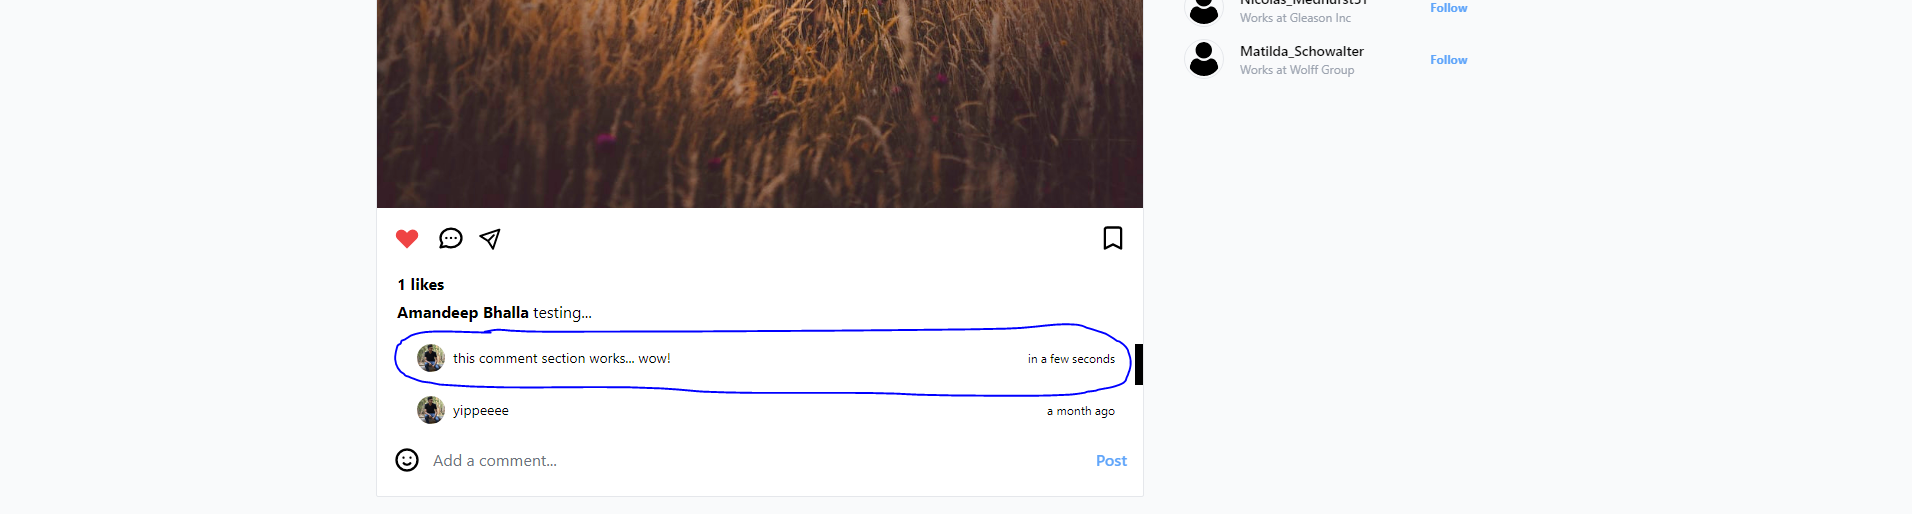 Nicolas_Medhurst51
Works at Gleason Inc
Follow
Matilda_Schowalter
Works at Wolff Group
Follow
1 likes
Amandeep Bhalla testing...
this comment section works... wow!
in a few seconds
yippeeee
a month ago
Add a comment...
Post